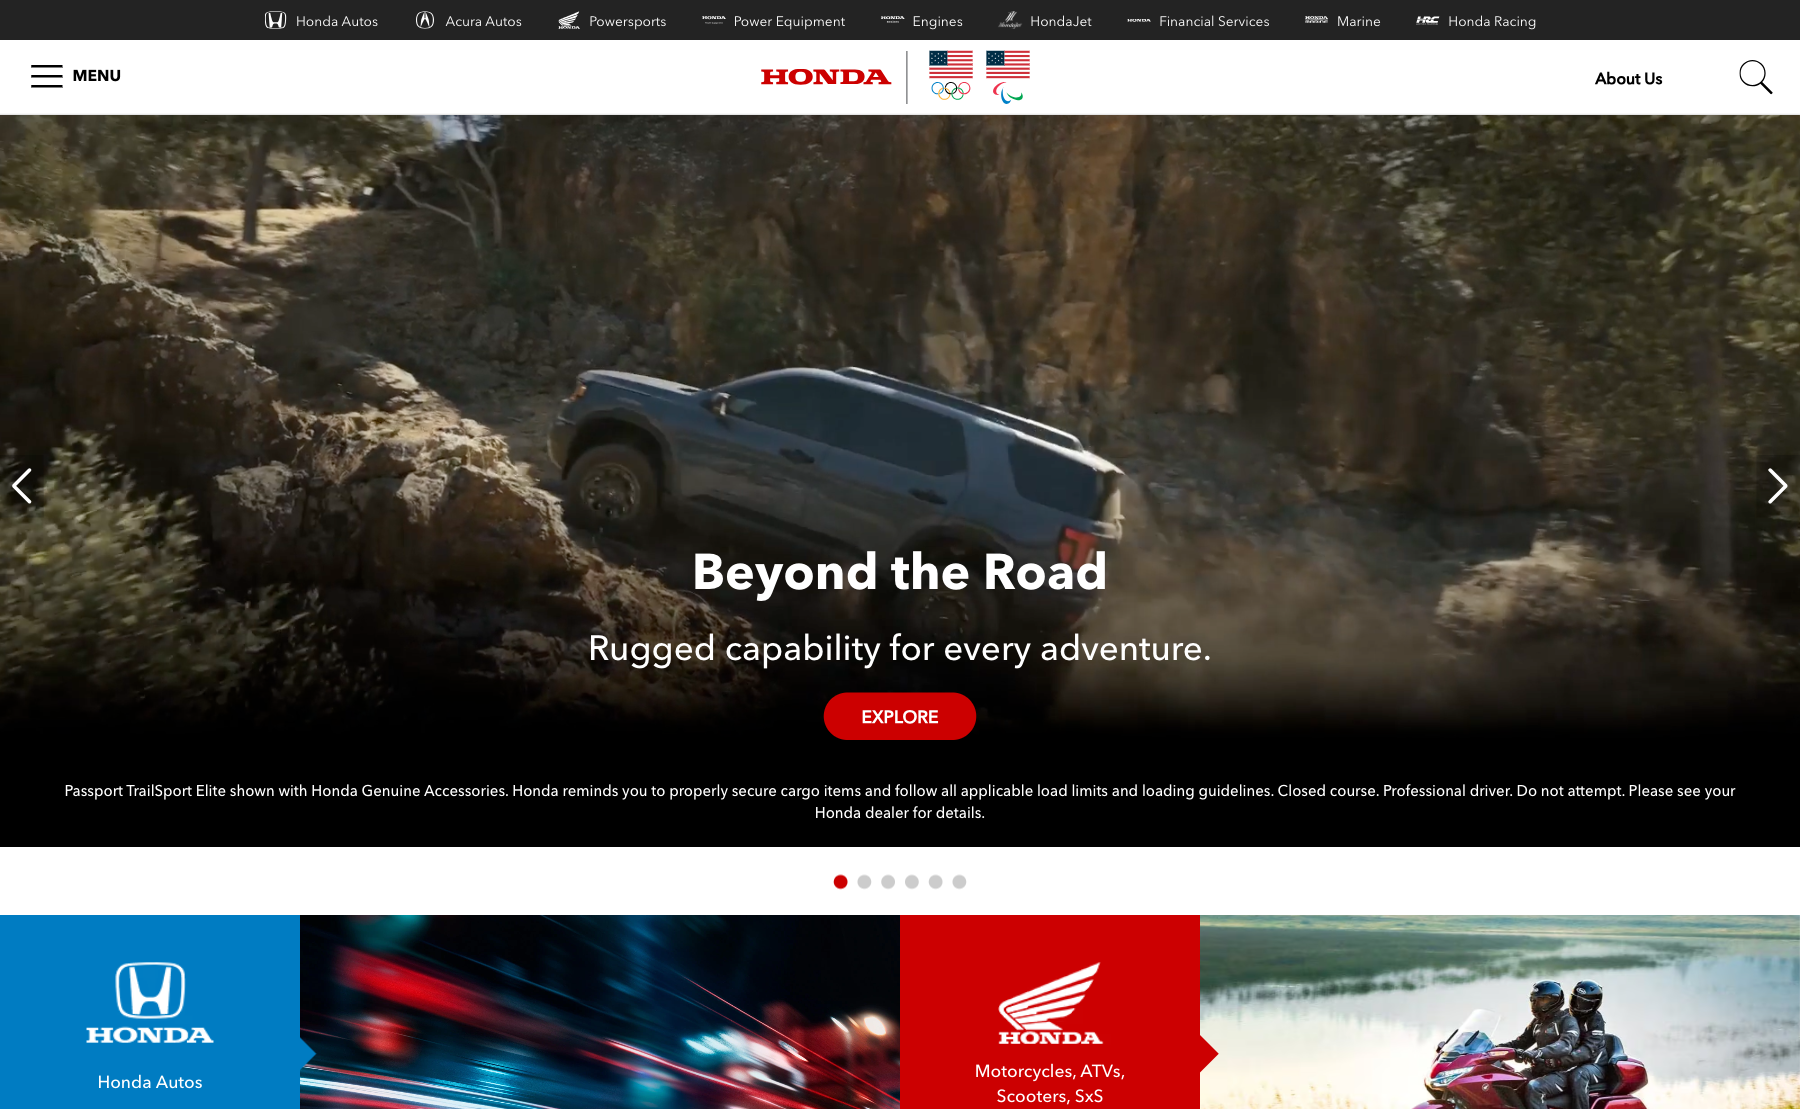 Honda Autos
Acura Autos
Powersports
Power Equipment
Engines
HondaJet
Financial Services
Marine
Honda Racing
MENU
HONDA
About Us
Beyond the Road
Rugged capability for every adventure.
EXPLORE
Passport TrailSport Elite shown with Honda Genuine Accessories. Honda reminds you to properly secure cargo items and follow all applicable load limits and loading guidelines. Closed course. Professional driver. Do not attempt. Please see your
Honda dealer for details.
HONDA
Honda Autos
HONDA
Motorcycles, ATVs,
Scooters, SxS